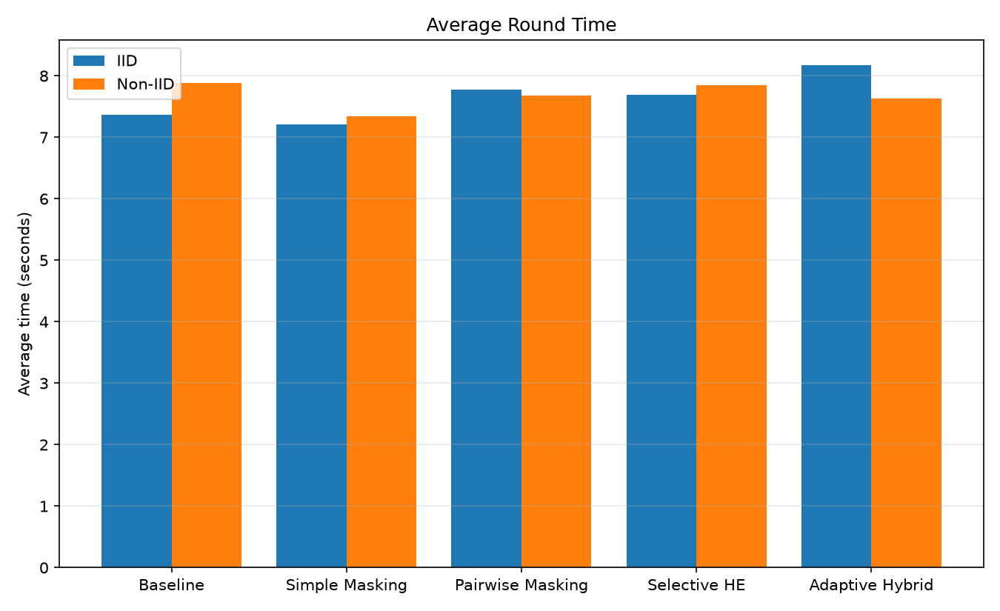 Average Round Time
IID
Non-IID
Average time (seconds)
8
7
6
5
4
3
2
1
0
Baseline
Simple Masking
Pairwise Masking
Selective HE
Adaptive Hybrid